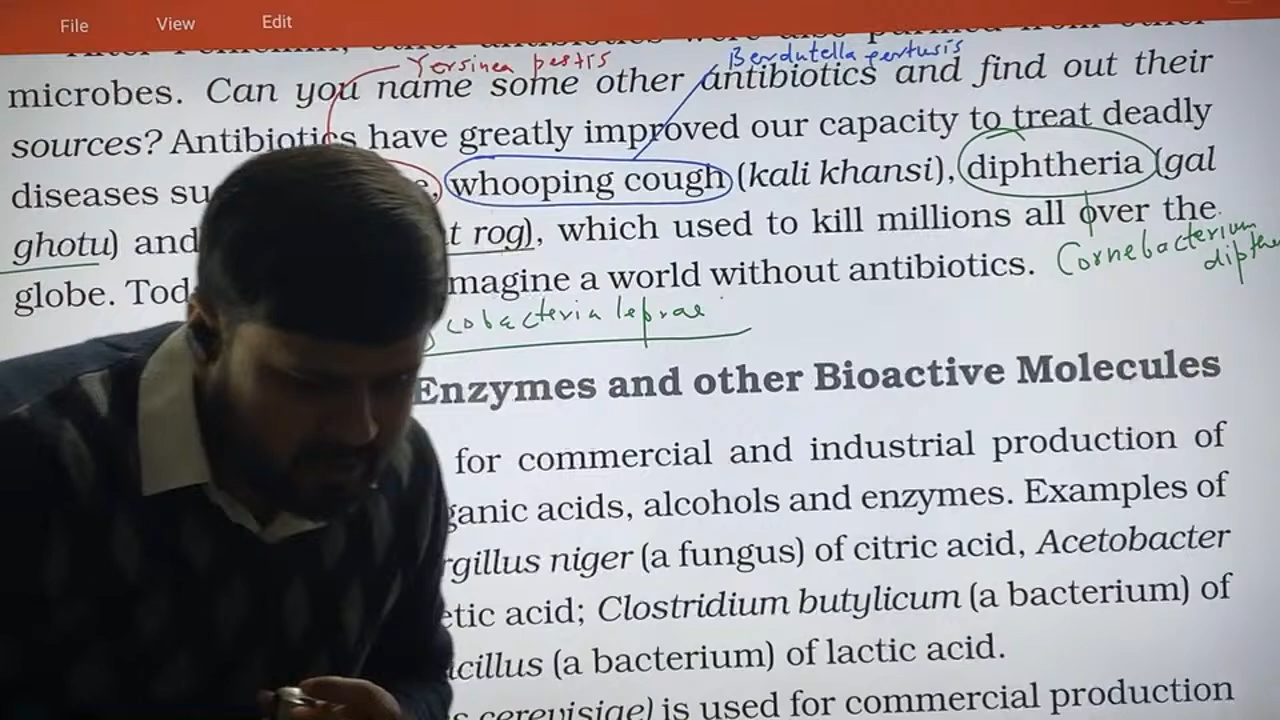 File View Edit
Yersinea pestis
Berdutella pertusis
microbes. Can you name some other antibiotics and find out their
sources? Antibiotics have greatly improved our capacity to treat deadly
diseases su whooping cough (kali khansi), diphtheria (gal
ghotu) and t rog), which used to kill millions all over the
globe. Tod magine a world without antibiotics.
Cornebacterium
dipthe
cobacteria leprae
Enzymes and other Bioactive Molecules
for commercial and industrial production of
ganic acids, alcohols and enzymes. Examples of
rgillus niger (a fungus) of citric acid, Acetobacter
etic acid; Clostridium butylicum (a bacterium) of
cillus (a bacterium) of lactic acid.
cerevisiae) is used for commercial production